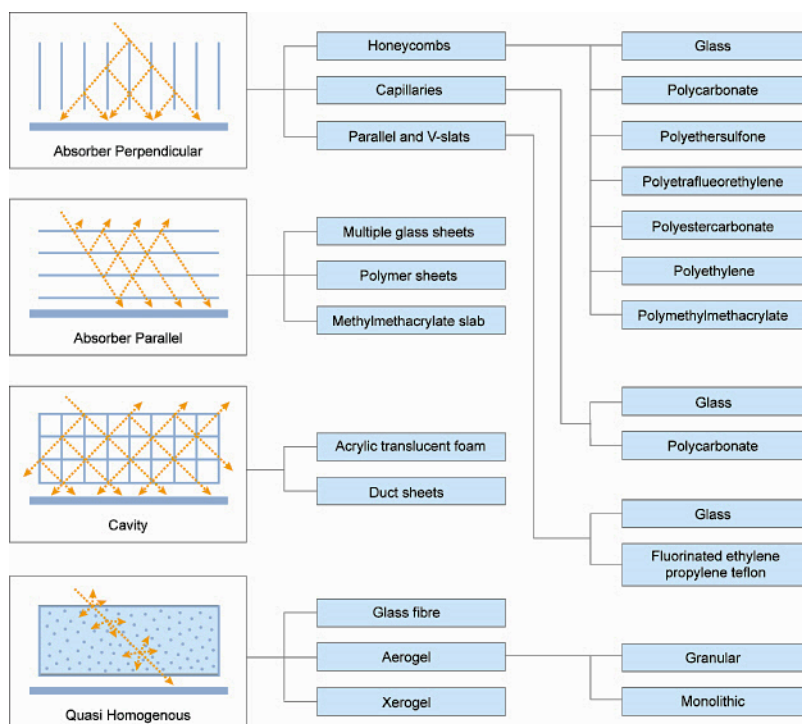 Absorber Perpendicular
Honeycombs
Capillaries
Parallel and V-slats
Glass
Polycarbonate
Polyethersulfone
Polyetraflueorethylene
Polyestercarbonate
Polyethylene
Polymethylmethacrylate
Glass
Polycarbonate
Glass
Fluorinated ethylene
propylene teflon
Absorber Parallel
Multiple glass sheets
Polymer sheets
Methylmethacrylate slab
Cavity
Acrylic translucent foam
Duct sheets
Quasi Homogenous
Glass fibre
Aerogel
Xerogel
Granular
Monolithic